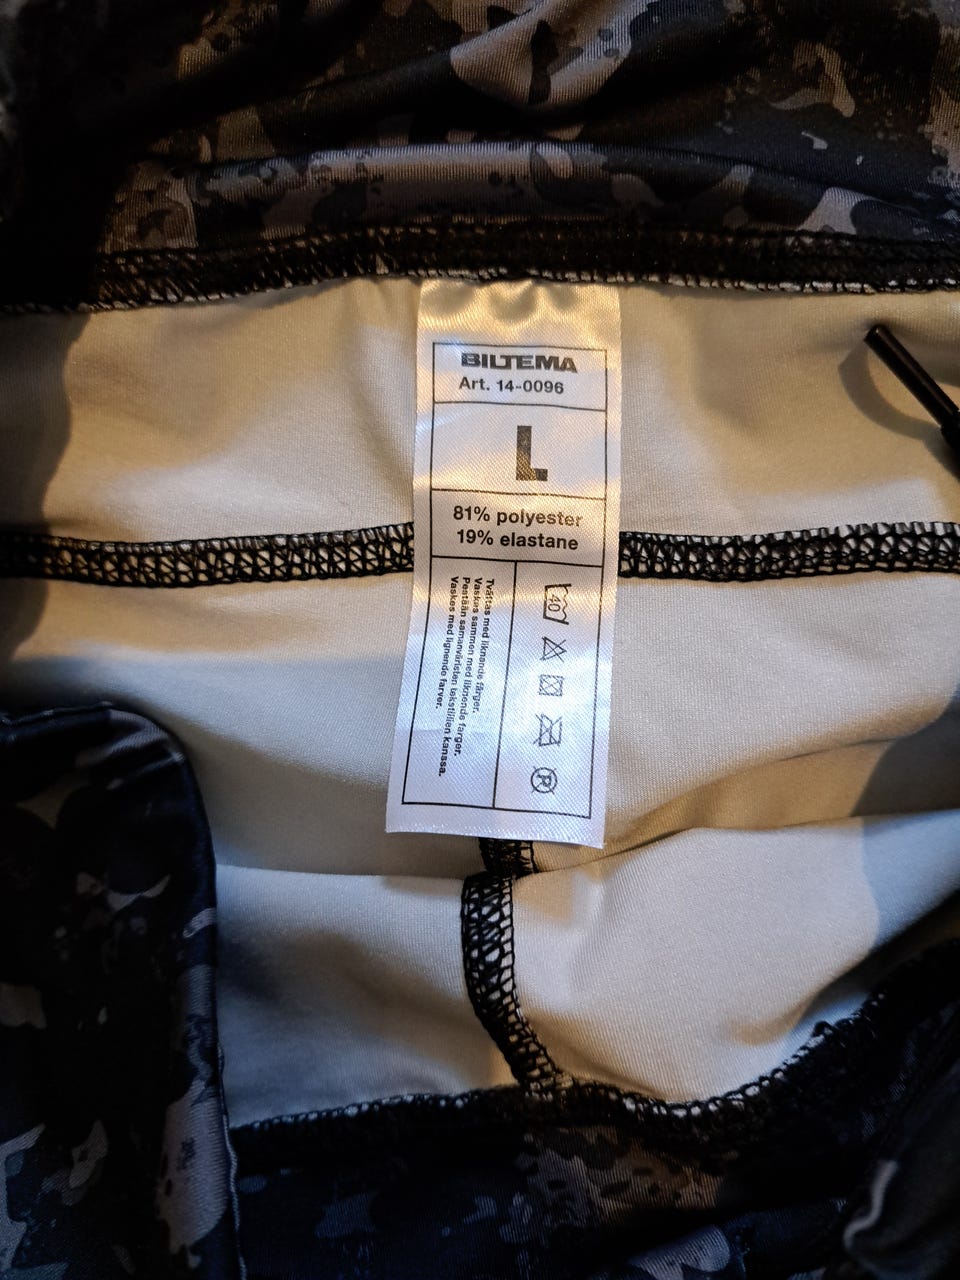 BILTEMA
Art. 14-0096
L
81% polyester
19% elastane
Tvättas med liknande färger.
Vaskes sammen med liknende farger.
Pestään samanväristen tekstiilien kanssa.
Vaskes med lignende farver.
40
P